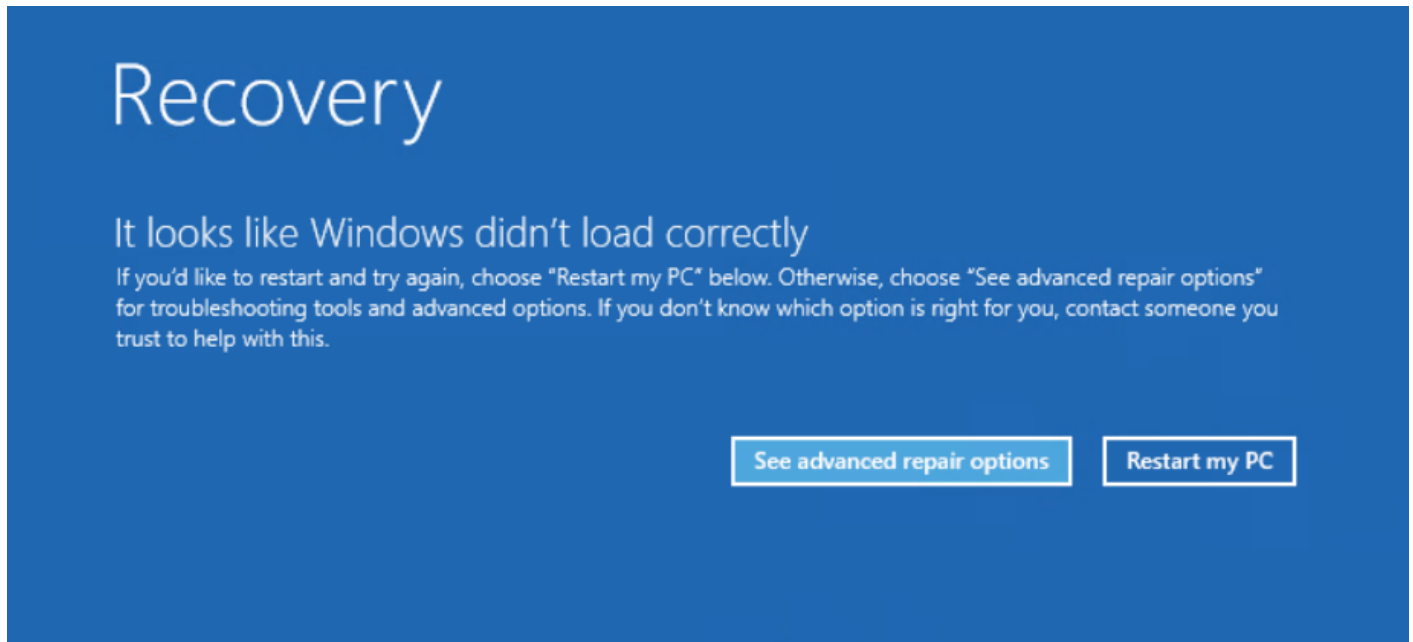 Recovery
It looks like Windows didn't load correctly
If you'd like to restart and try again, choose “Restart my PC” below. Otherwise, choose “See advanced repair options”
for troubleshooting tools and advanced options. If you don't know which option is right for you, contact someone you
trust to help with this.
See advanced repair options
Restart my PC